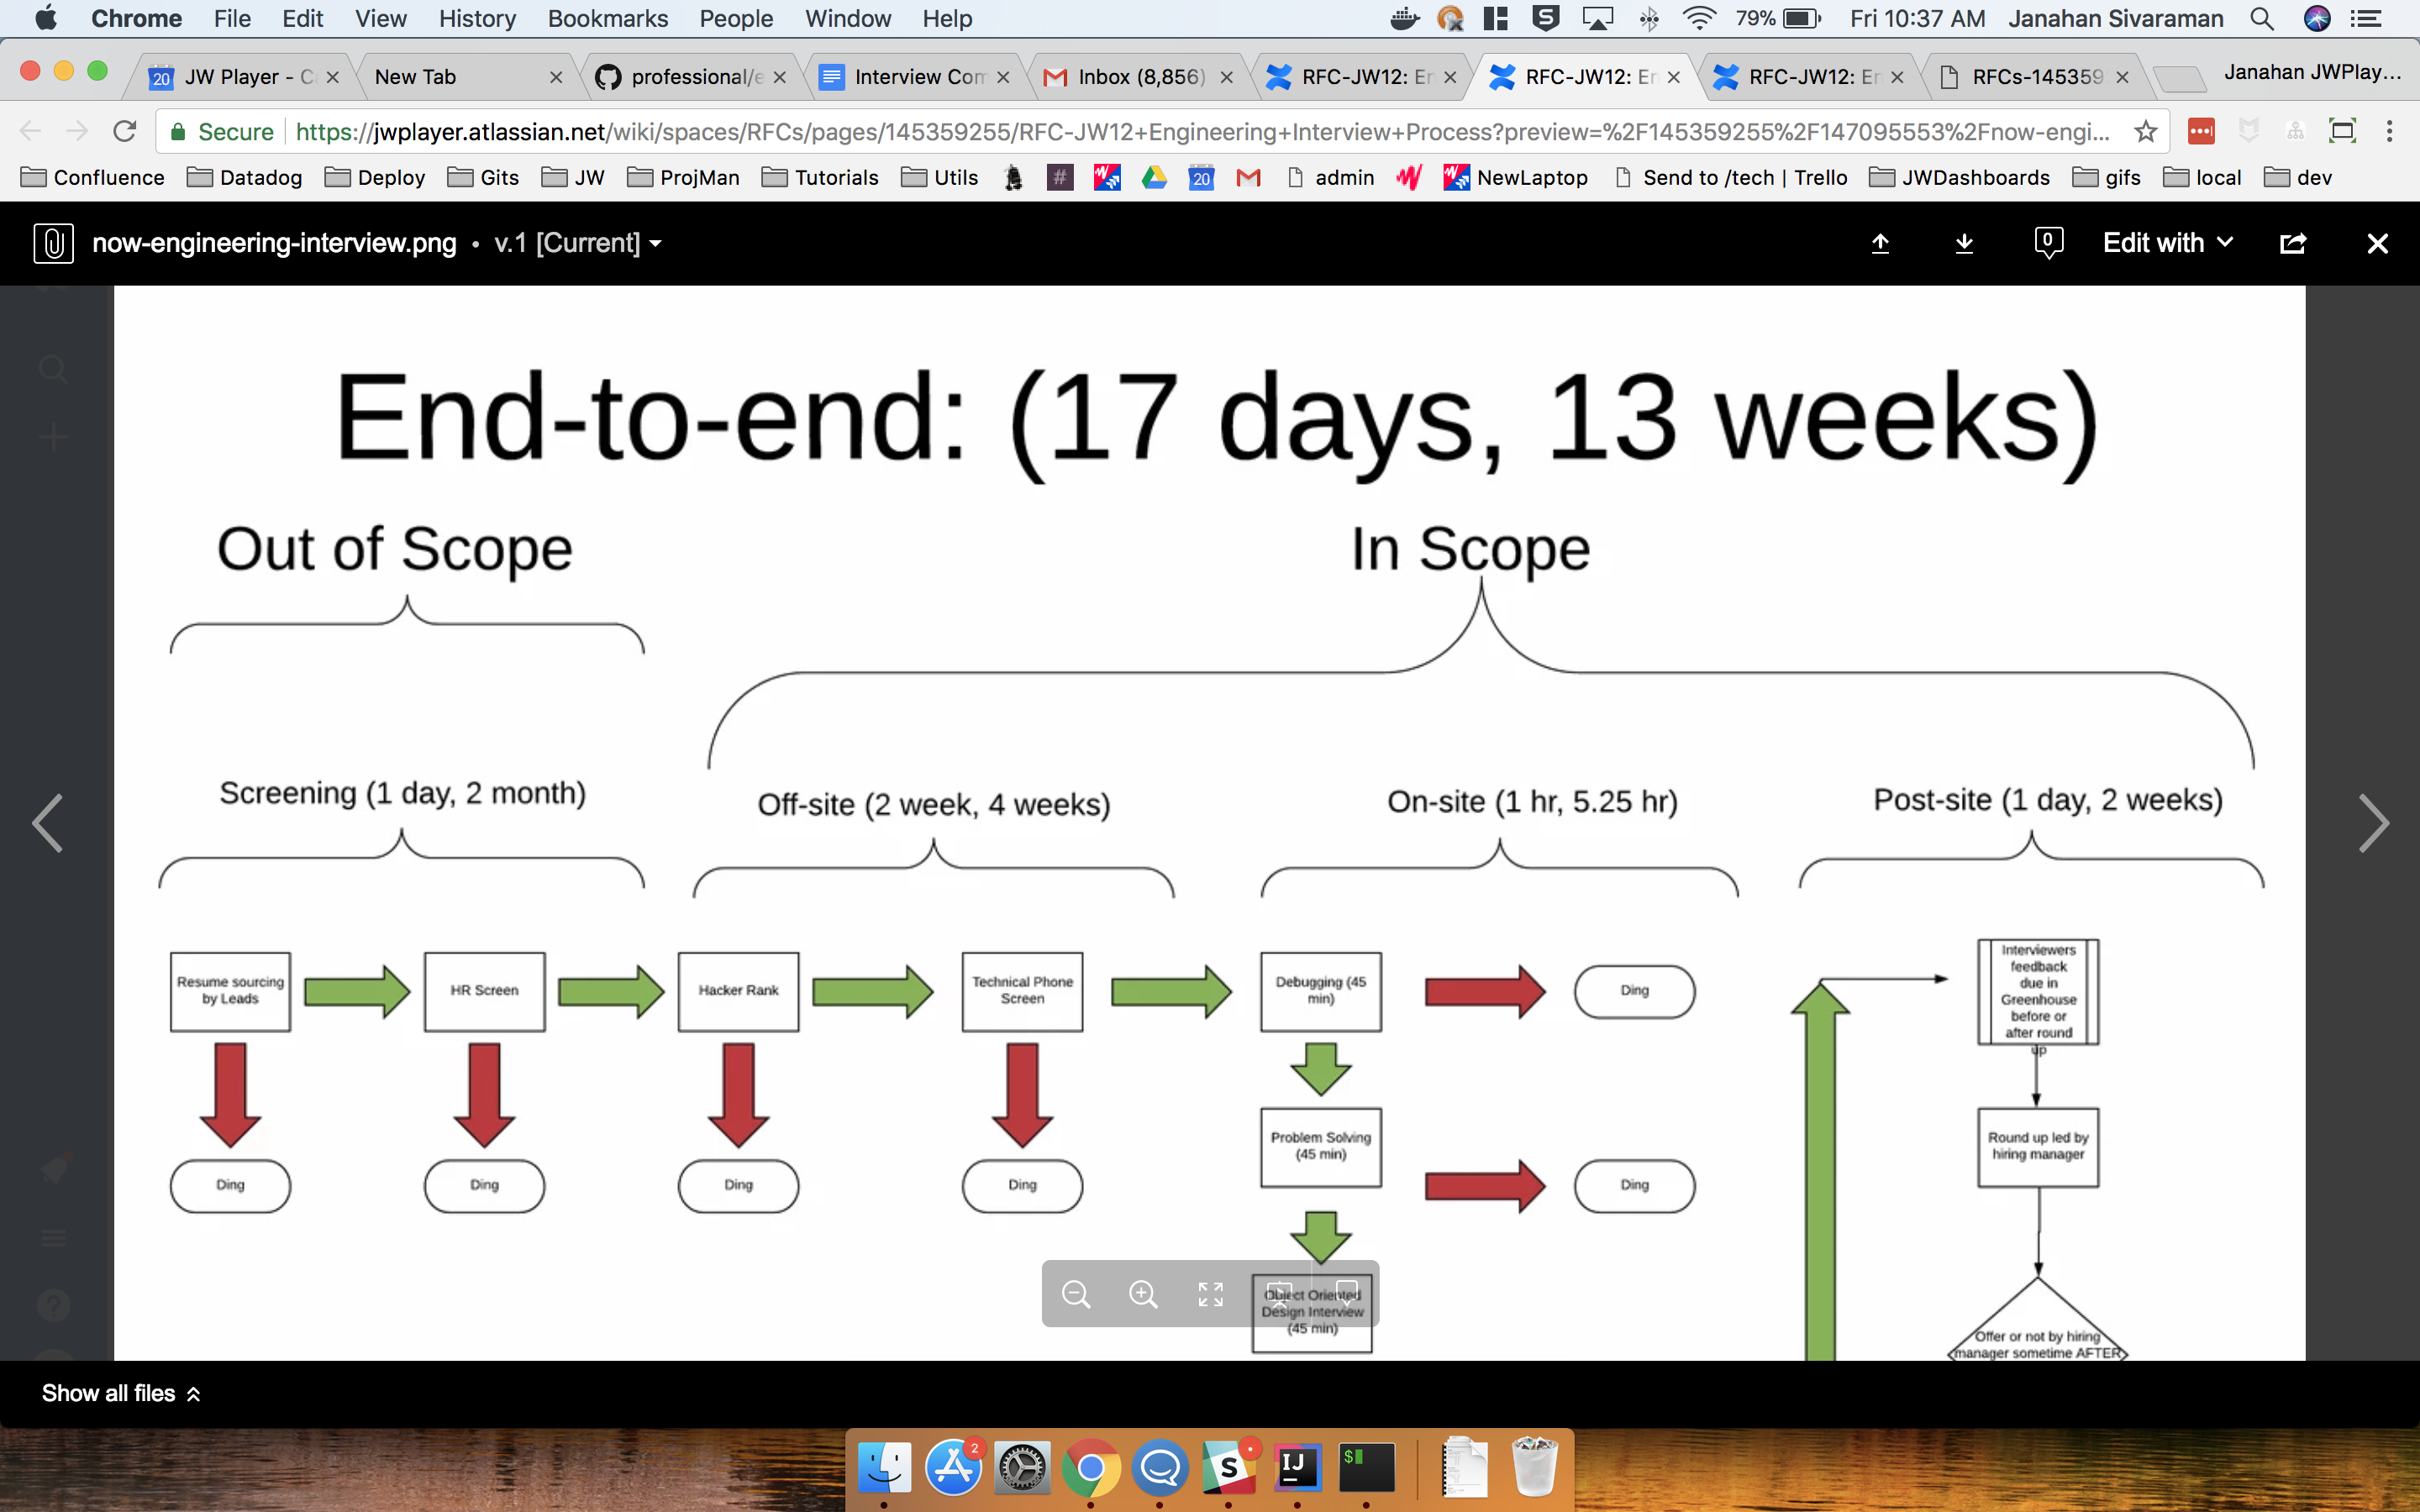 Chrome File Edit View History Bookmarks People Window Help 79% Fri 10:37 AM Janahan Sivaraman
20 JW Player - C New Tab professional/e Interview Com Inbox (8,856) RFC-JW12: En RFC-JW12: En RFC-JW12: En RFCs-145359 Janahan JWPlay...
Secure https://jwplayer.atlassian.net/wiki/spaces/RFCs/pages/145359255/RFC-JW12+Engineering+Interview+Process?preview=%2F145359255%2F147095553%2Fnow-engi...
Confluence Datadog Deploy Gits JW ProjMan Tutorials Utils # 20 admin NewLaptop Send to /tech | Trello JWDashboards gifs local dev
now-engineering-interview.png • v.1 [Current] 0 Edit with
End-to-end: (17 days, 13 weeks)
Out of Scope
In Scope
Screening (1 day, 2 month)
Off-site (2 week, 4 weeks)
On-site (1 hr, 5.25 hr)
Post-site (1 day, 2 weeks)
Resume sourcing
by Leads
HR Screen
Hacker Rank
Technical Phone
Screen
Debugging (45
min)
Ding
Interviewers
feedback
due in
Greenhouse
before or
after round
up
Ding
Ding
Ding
Ding
Problem Solving
(45 min)
Ding
Round up led by
hiring manager
Object Oriented
Design Interview
(45 min)
Offer or not by hiring
manager sometime AFTER
Show all files
2
S
IJ
$